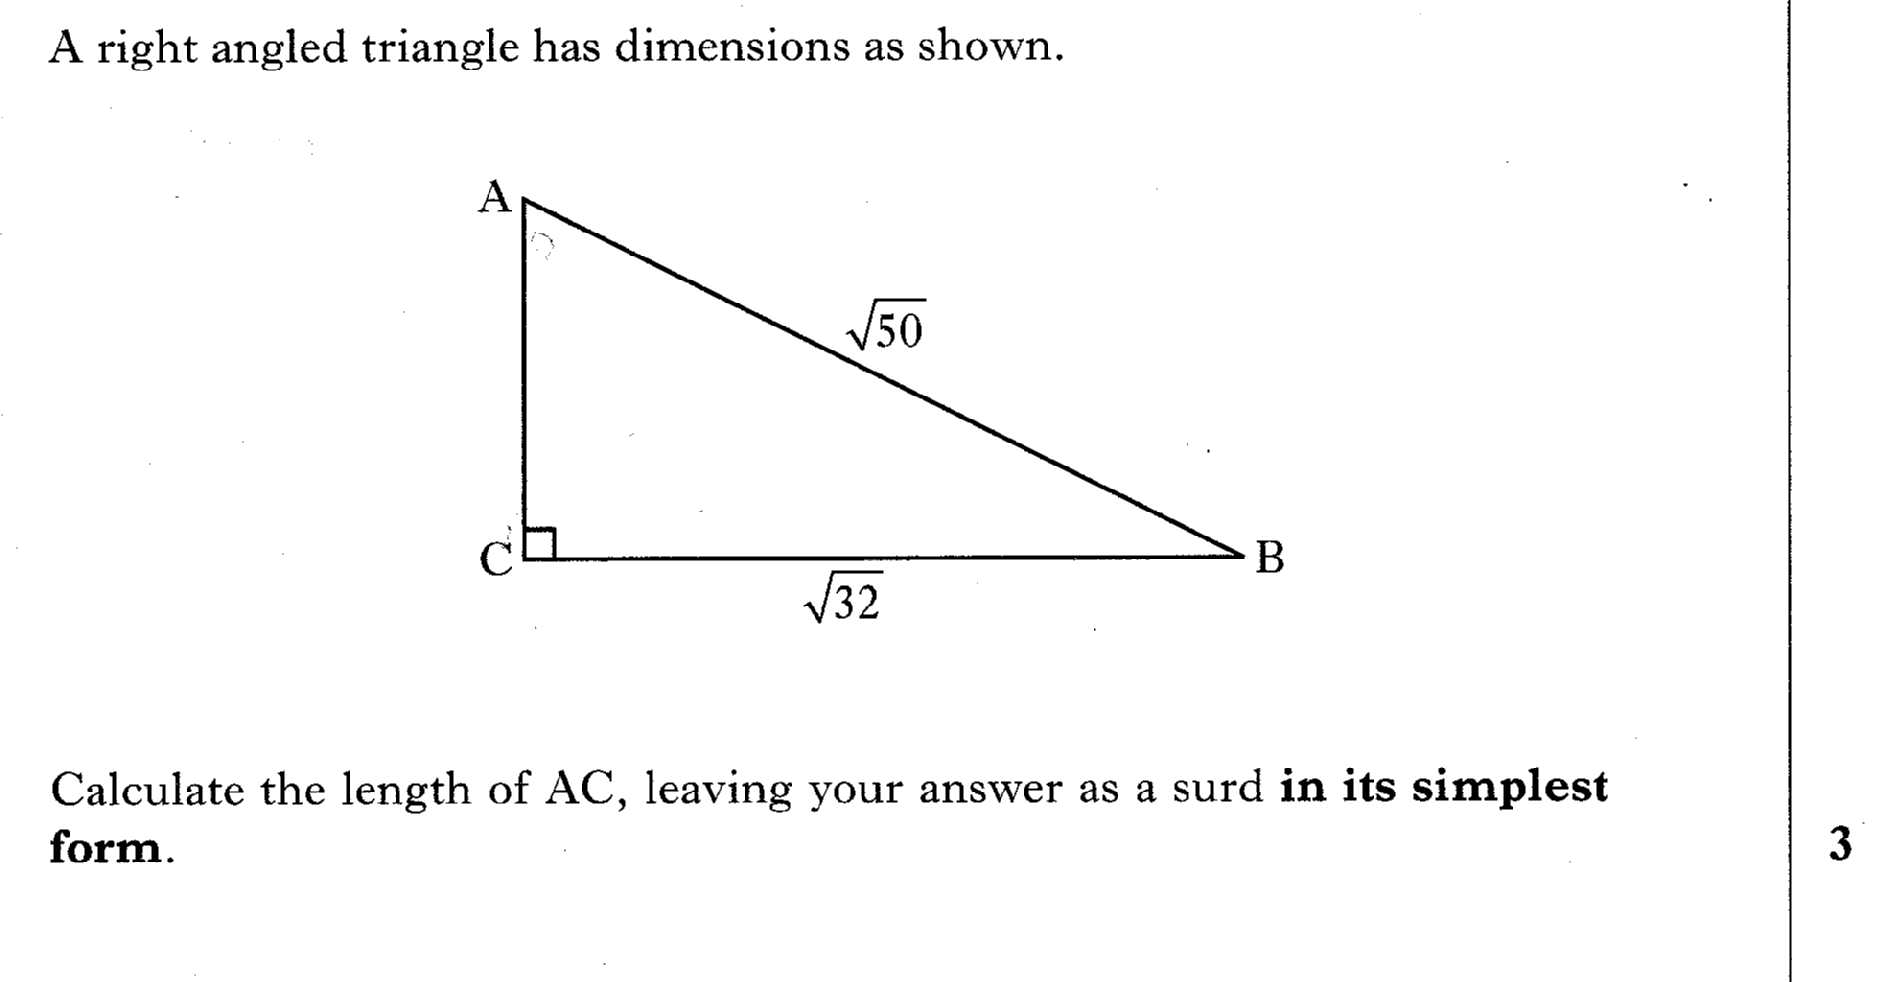 A right angled triangle has dimensions as shown.
A
√50
C
B
√32
Calculate the length of AC, leaving your answer as a surd in its simplest
form.
3